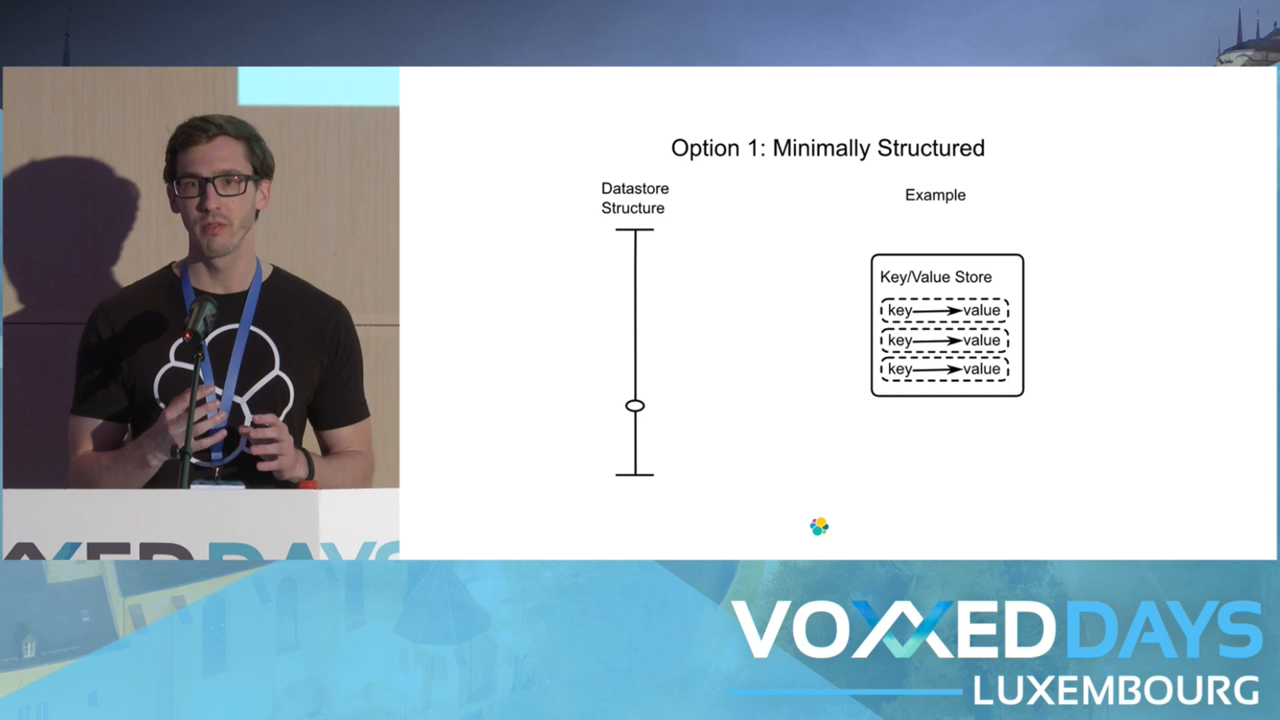 Option 1: Minimally Structured
Datastore
Structure
Example
Key/Value Store
key value
key value
key value
VOXXED DAYS
VOXXEDDAYS
LUXEMBOURG